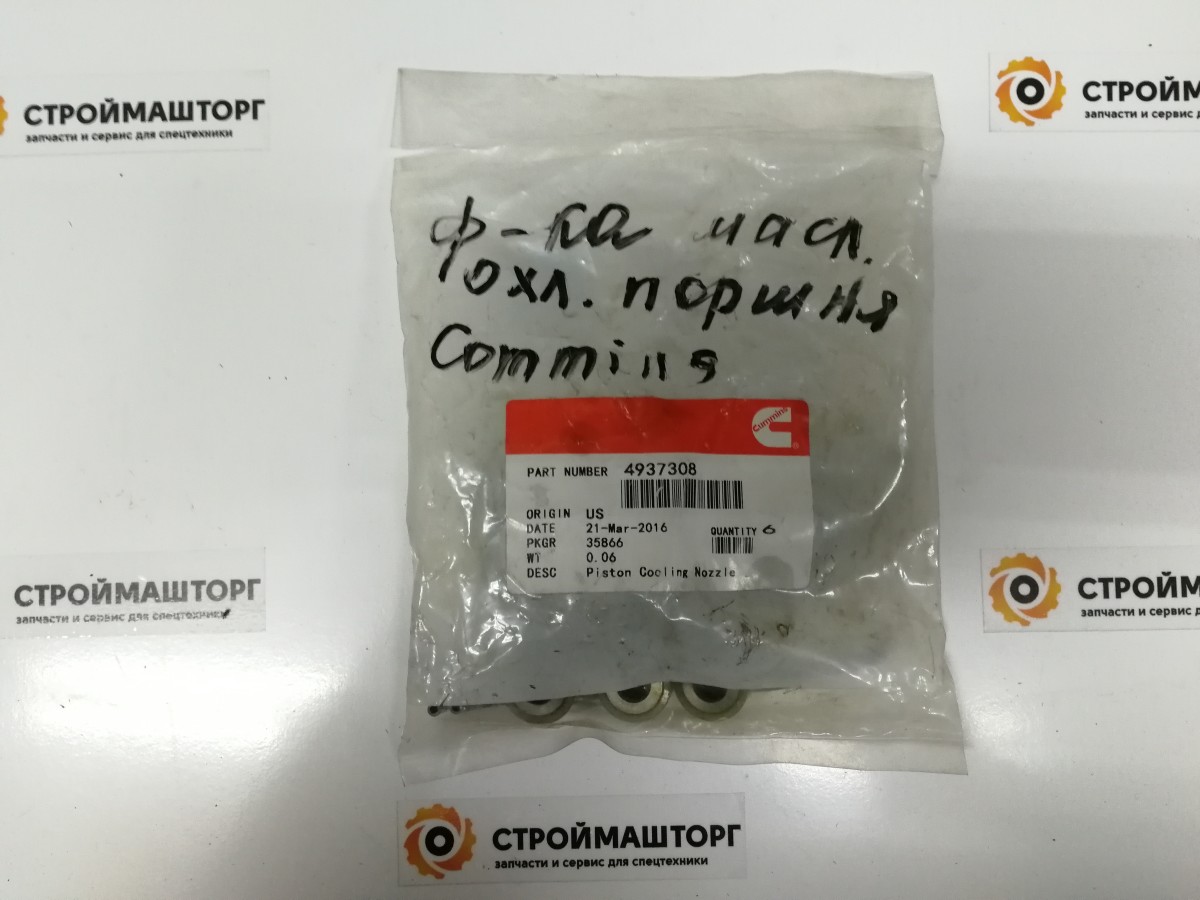 СТРОЙМАШТОРГ
запчасти и сервис для спецтехники
СТРОЙМ
запчасти и сервис д
ф-ка масл.
охл. поршня
Commins
Cummins
PART NUMBER 4937308
ORIGIN US
DATE 21-Mar-2016
QUANTITY 6
PKGR 35866
WT 0.06
DESC Piston Cooling Nozzle
СТРОЙМАШТОРГ
запчасти и сервис для спецтехники
СТРОЙМ
запчасти и сервис для с
СТРОЙМАШТОРГ
запчасти и сервис для спецтехники